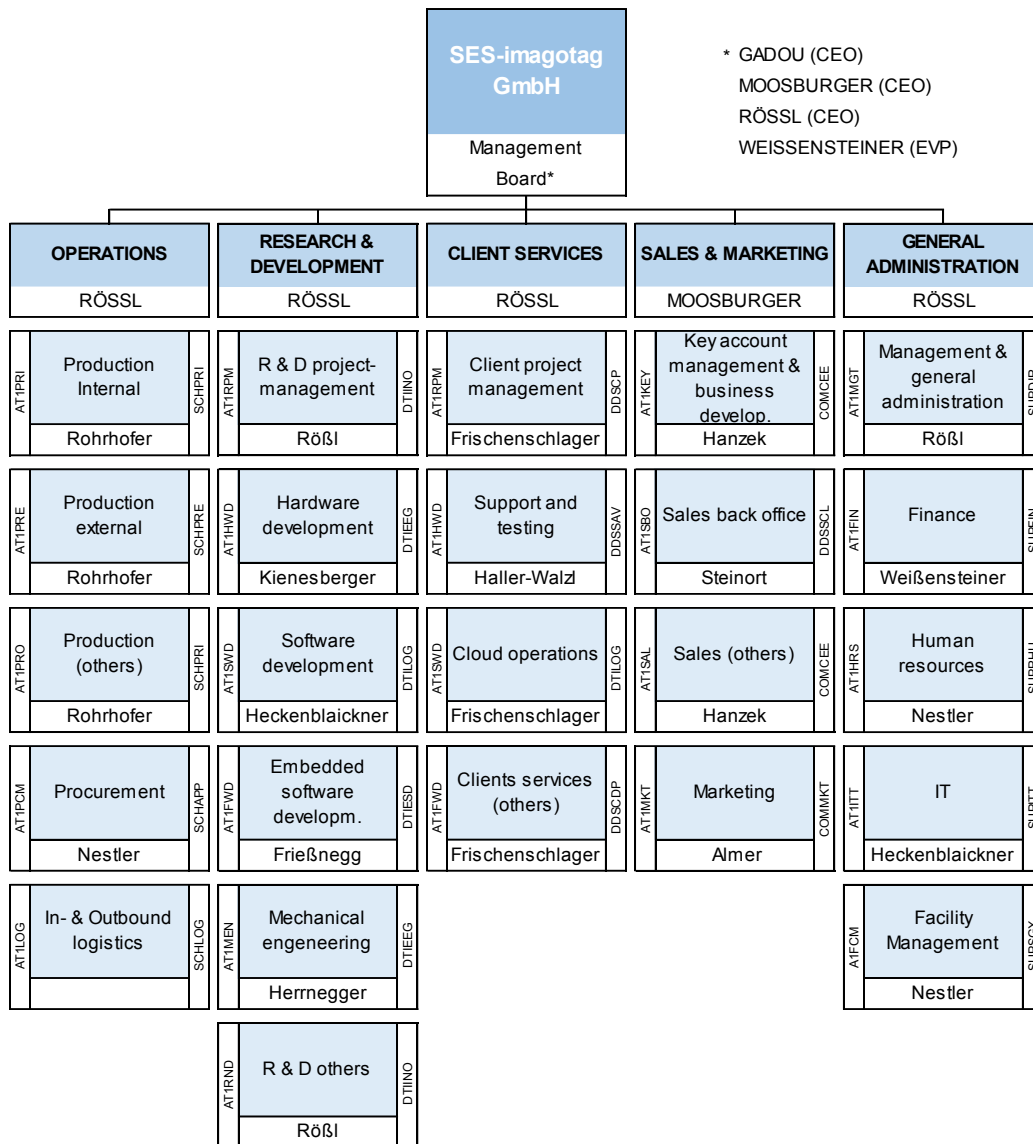 SES-imagotag
GmbH
Management
Board*
* GADOU (CEO)
MOOSBURGER (CEO)
RÖSSL (CEO)
WEISSENSTEINER (EVP)
OPERATIONS
RÖSSL
RESEARCH &
DEVELOPMENT
RÖSSL
CLIENT SERVICES
RÖSSL
SALES & MARKETING
MOOSBURGER
GENERAL
ADMINISTRATION
RÖSSL
AT1PRI
Production
Internal
SCHPRI
Rohrhofer
AT1RPM
R & D project-
management
DTIINO
Rößl
AT1RPM
Client project
management
DDSCP
Frischenschlager
AT1KEY
Key account
management &
business
develop.
COMCEE
Hanzek
AT1MGT
Management &
general
administration
SUPDIR
Rößl
AT1PRE
Production
external
SCHPRE
Rohrhofer
AT1HWD
Hardware
development
DTIEEG
Kienesberger
AT1HWD
Support and
testing
DDSSAV
Haller-Walzl
AT1SBO
Sales back office
DDSSCL
Steinort
AT1FIN
Finance
SUPFIN
Weißensteiner
AT1PRO
Production
(others)
SCHPRI
Rohrhofer
AT1SWD
Software
development
DTILOG
Heckenblaickner
AT1SWD
Cloud operations
DTILOG
Frischenschlager
AT1SAL
Sales (others)
COMCEE
Hanzek
AT1HRS
Human
resources
SUPRHU
Nestler
AT1PCM
Procurement
SCHAPP
Nestler
AT1FWD
Embedded
software
developm.
DTIESD
Frießnegg
AT1FWD
Clients services
(others)
DDSCDP
Frischenschlager
AT1MKT
Marketing
COMMKT
Almer
AT1ITT
IT
SUPITT
Heckenblaickner
AT1LOG
In- & Outbound
logistics
SCHLOG
AT1MEN
Mechanical
engeneering
DTIEEG
Herrnegger
A1FCM
Facility
Management
SUPSGX
Nestler
AT1RND
R & D others
DTIINO
Rößl